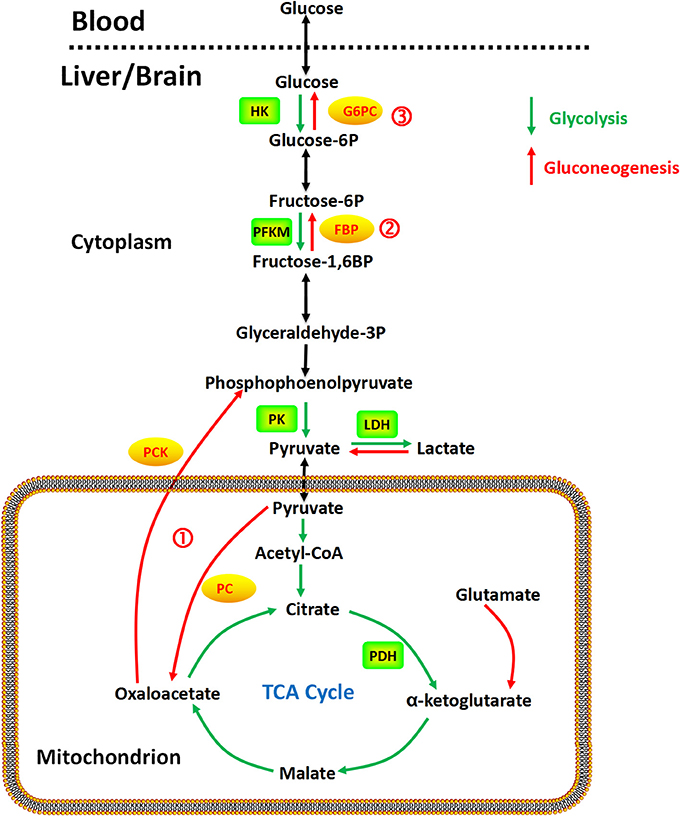 Blood
Glucose
Liver/Brain
Glucose
HK
G6PC
③
Glycolysis
Glucose-6P
Gluconeogenesis
Fructose-6P
Cytoplasm
PFKM
FBP
②
Fructose-1,6BP
Glyceraldehyde-3P
Phosphophoenolpyruvate
PK
LDH
PCK
Pyruvate
Lactate
Pyruvate
①
Acetyl-CoA
PC
Citrate
Glutamate
PDH
Oxaloacetate
TCA Cycle
α-ketoglutarate
Mitochondrion
Malate